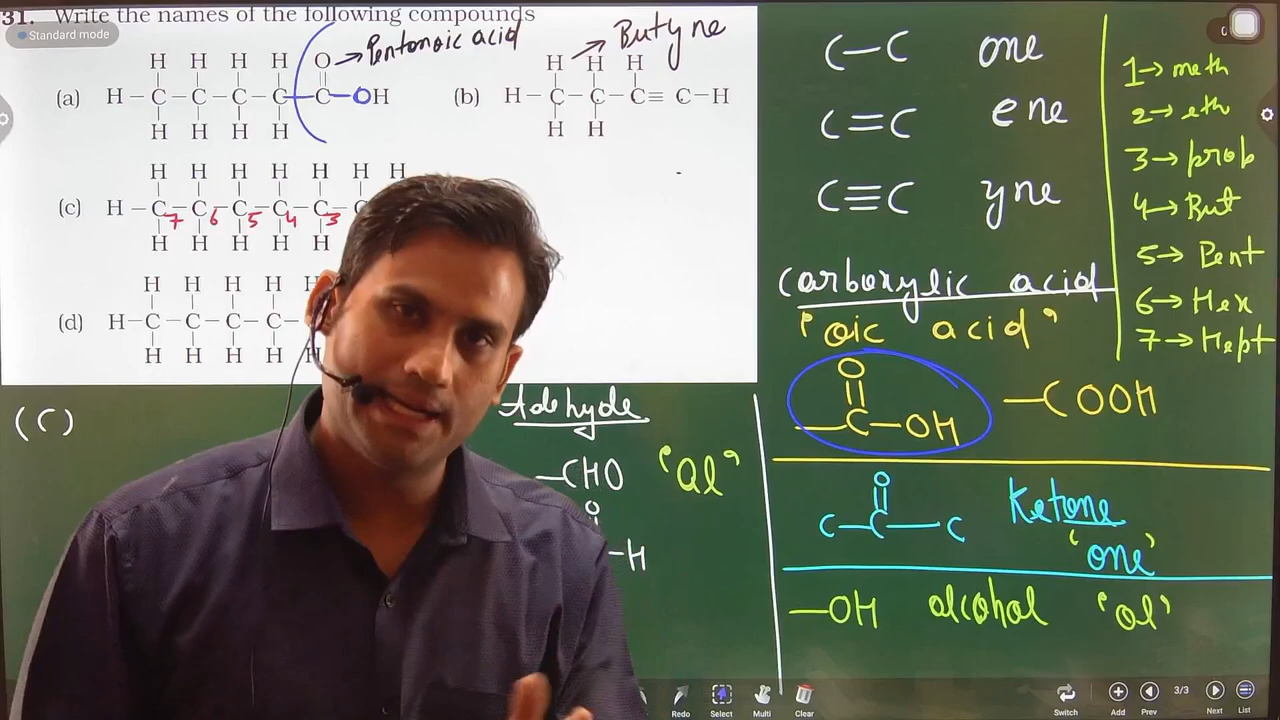 31. Write the names of the following compounds
Standard mode
Pentonoic acid
H H H H O
(a) H – C – C – C – C – C – OH
H H H H
Butyne
H H H
(b) H – C – C – C ≡ C – H
H H
H H H H H H H
(c) H – C – C – C – C – C
7 6 5 4 3
H H H H H
H H H H
(d) H – C – C – C – C –
H H H H H
C – C one
C = C ene
C ≡ C yne
1→ meth
2→ eth
3→ prob
4→ But
5→ Pent
6→ Hex
7→ Hept
carboxylic acid
'oic acid'
O
– C – OH – COOH
O
C – C – C Ketone
'one'
– OH alcohol 'ol'
(C)
Adehyde
– CHO 'al'
O
– H
Redo Select Multi Clear
Switch Add Prev 3/3 Next List